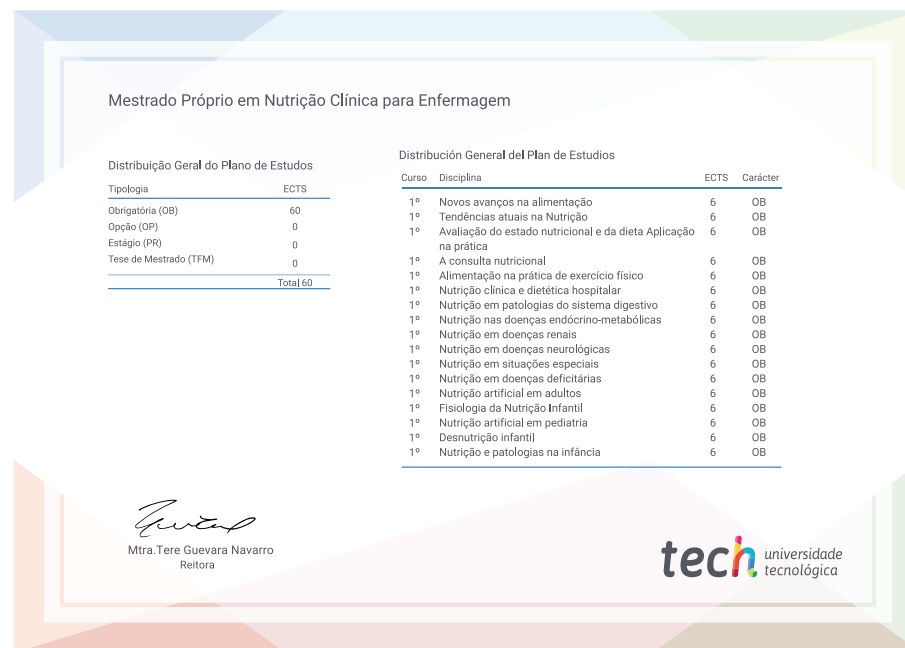 Mestrado Próprio em Nutrição Clínica para Enfermagem
Distribuição Geral do Plano de Estudos
Tipologia ECTS
Obrigatória (OB) 60
Opção (OP) 0
Estágio (PR) 0
Tese de Mestrado (TFM) 0
Total 60
Distribución General del Plan de Estudios
Curso Disciplina ECTS Carácter
1º Novos avanços na alimentação 6 OB
1º Tendências atuais na Nutrição 6 OB
1º Avaliação do estado nutricional e da dieta Aplicação 6 OB
na prática
1º A consulta nutricional 6 OB
1º Alimentação na prática de exercício físico 6 OB
1º Nutrição clínica e dietética hospitalar 6 OB
1º Nutrição em patologias do sistema digestivo 6 OB
1º Nutrição nas doenças endócrino-metabólicas 6 OB
1º Nutrição em doenças renais 6 OB
1º Nutrição em doenças neurológicas 6 OB
1º Nutrição em situações especiais 6 OB
1º Nutrição em doenças deficitárias 6 OB
1º Nutrição artificial em adultos 6 OB
1º Fisiologia da Nutrição Infantil 6 OB
1º Nutrição artificial em pediatria 6 OB
1º Desnutrição infantil 6 OB
1º Nutrição e patologias na infância 6 OB
Mtra.Tere Guevara Navarro
Reitora
tech universidade
tecnológica